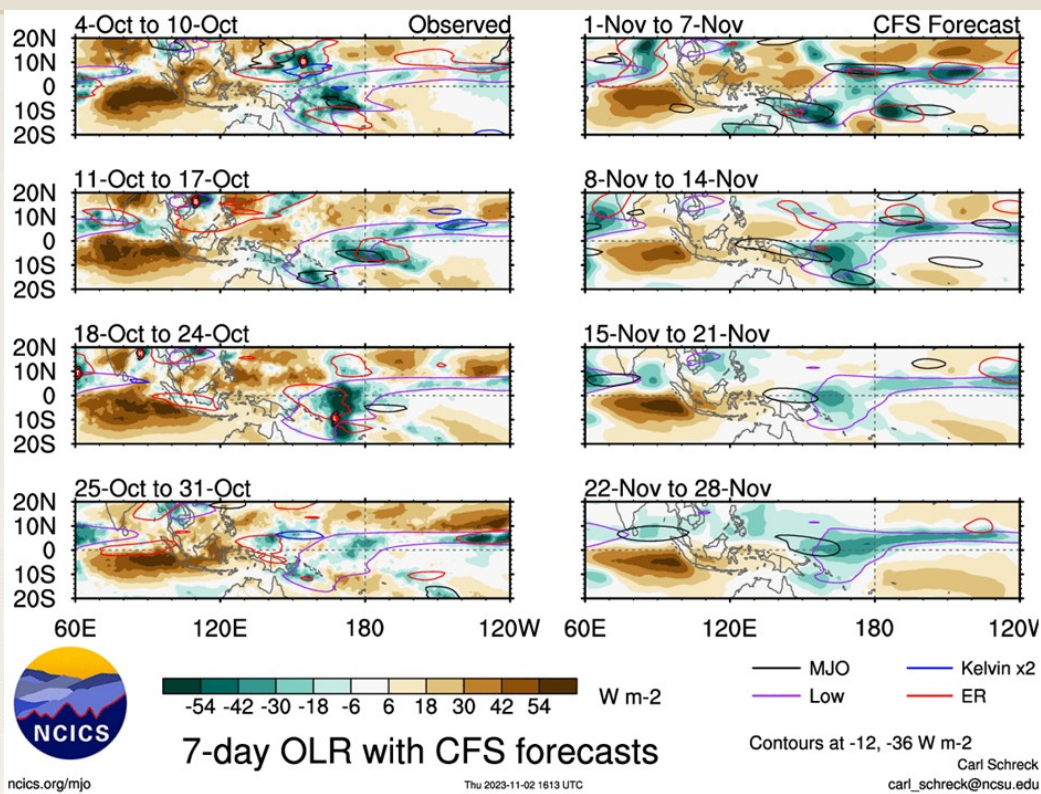 4-Oct to 10-Oct Observed
20N
10N
0
10S
20S
11-Oct to 17-Oct
20N
10N
0
10S
20S
18-Oct to 24-Oct
20N
10N
0
10S
20S
25-Oct to 31-Oct
20N
10N
0
10S
20S
60E 120E 180 120W
1-Nov to 7-Nov CFS Forecast
8-Nov to 14-Nov
15-Nov to 21-Nov
22-Nov to 28-Nov
60E 120E 180 120W
NCICS
-54 -42 -30 -18 -6 6 18 30 42 54 W m-2
MJO Kelvin x2
Low ER
7-day OLR with CFS forecasts
Contours at -12, -36 W m-2
Carl Schreck
ncics.org/mjo Thu 2023-11-02 1613 UTC carl_schreck@ncsu.edu